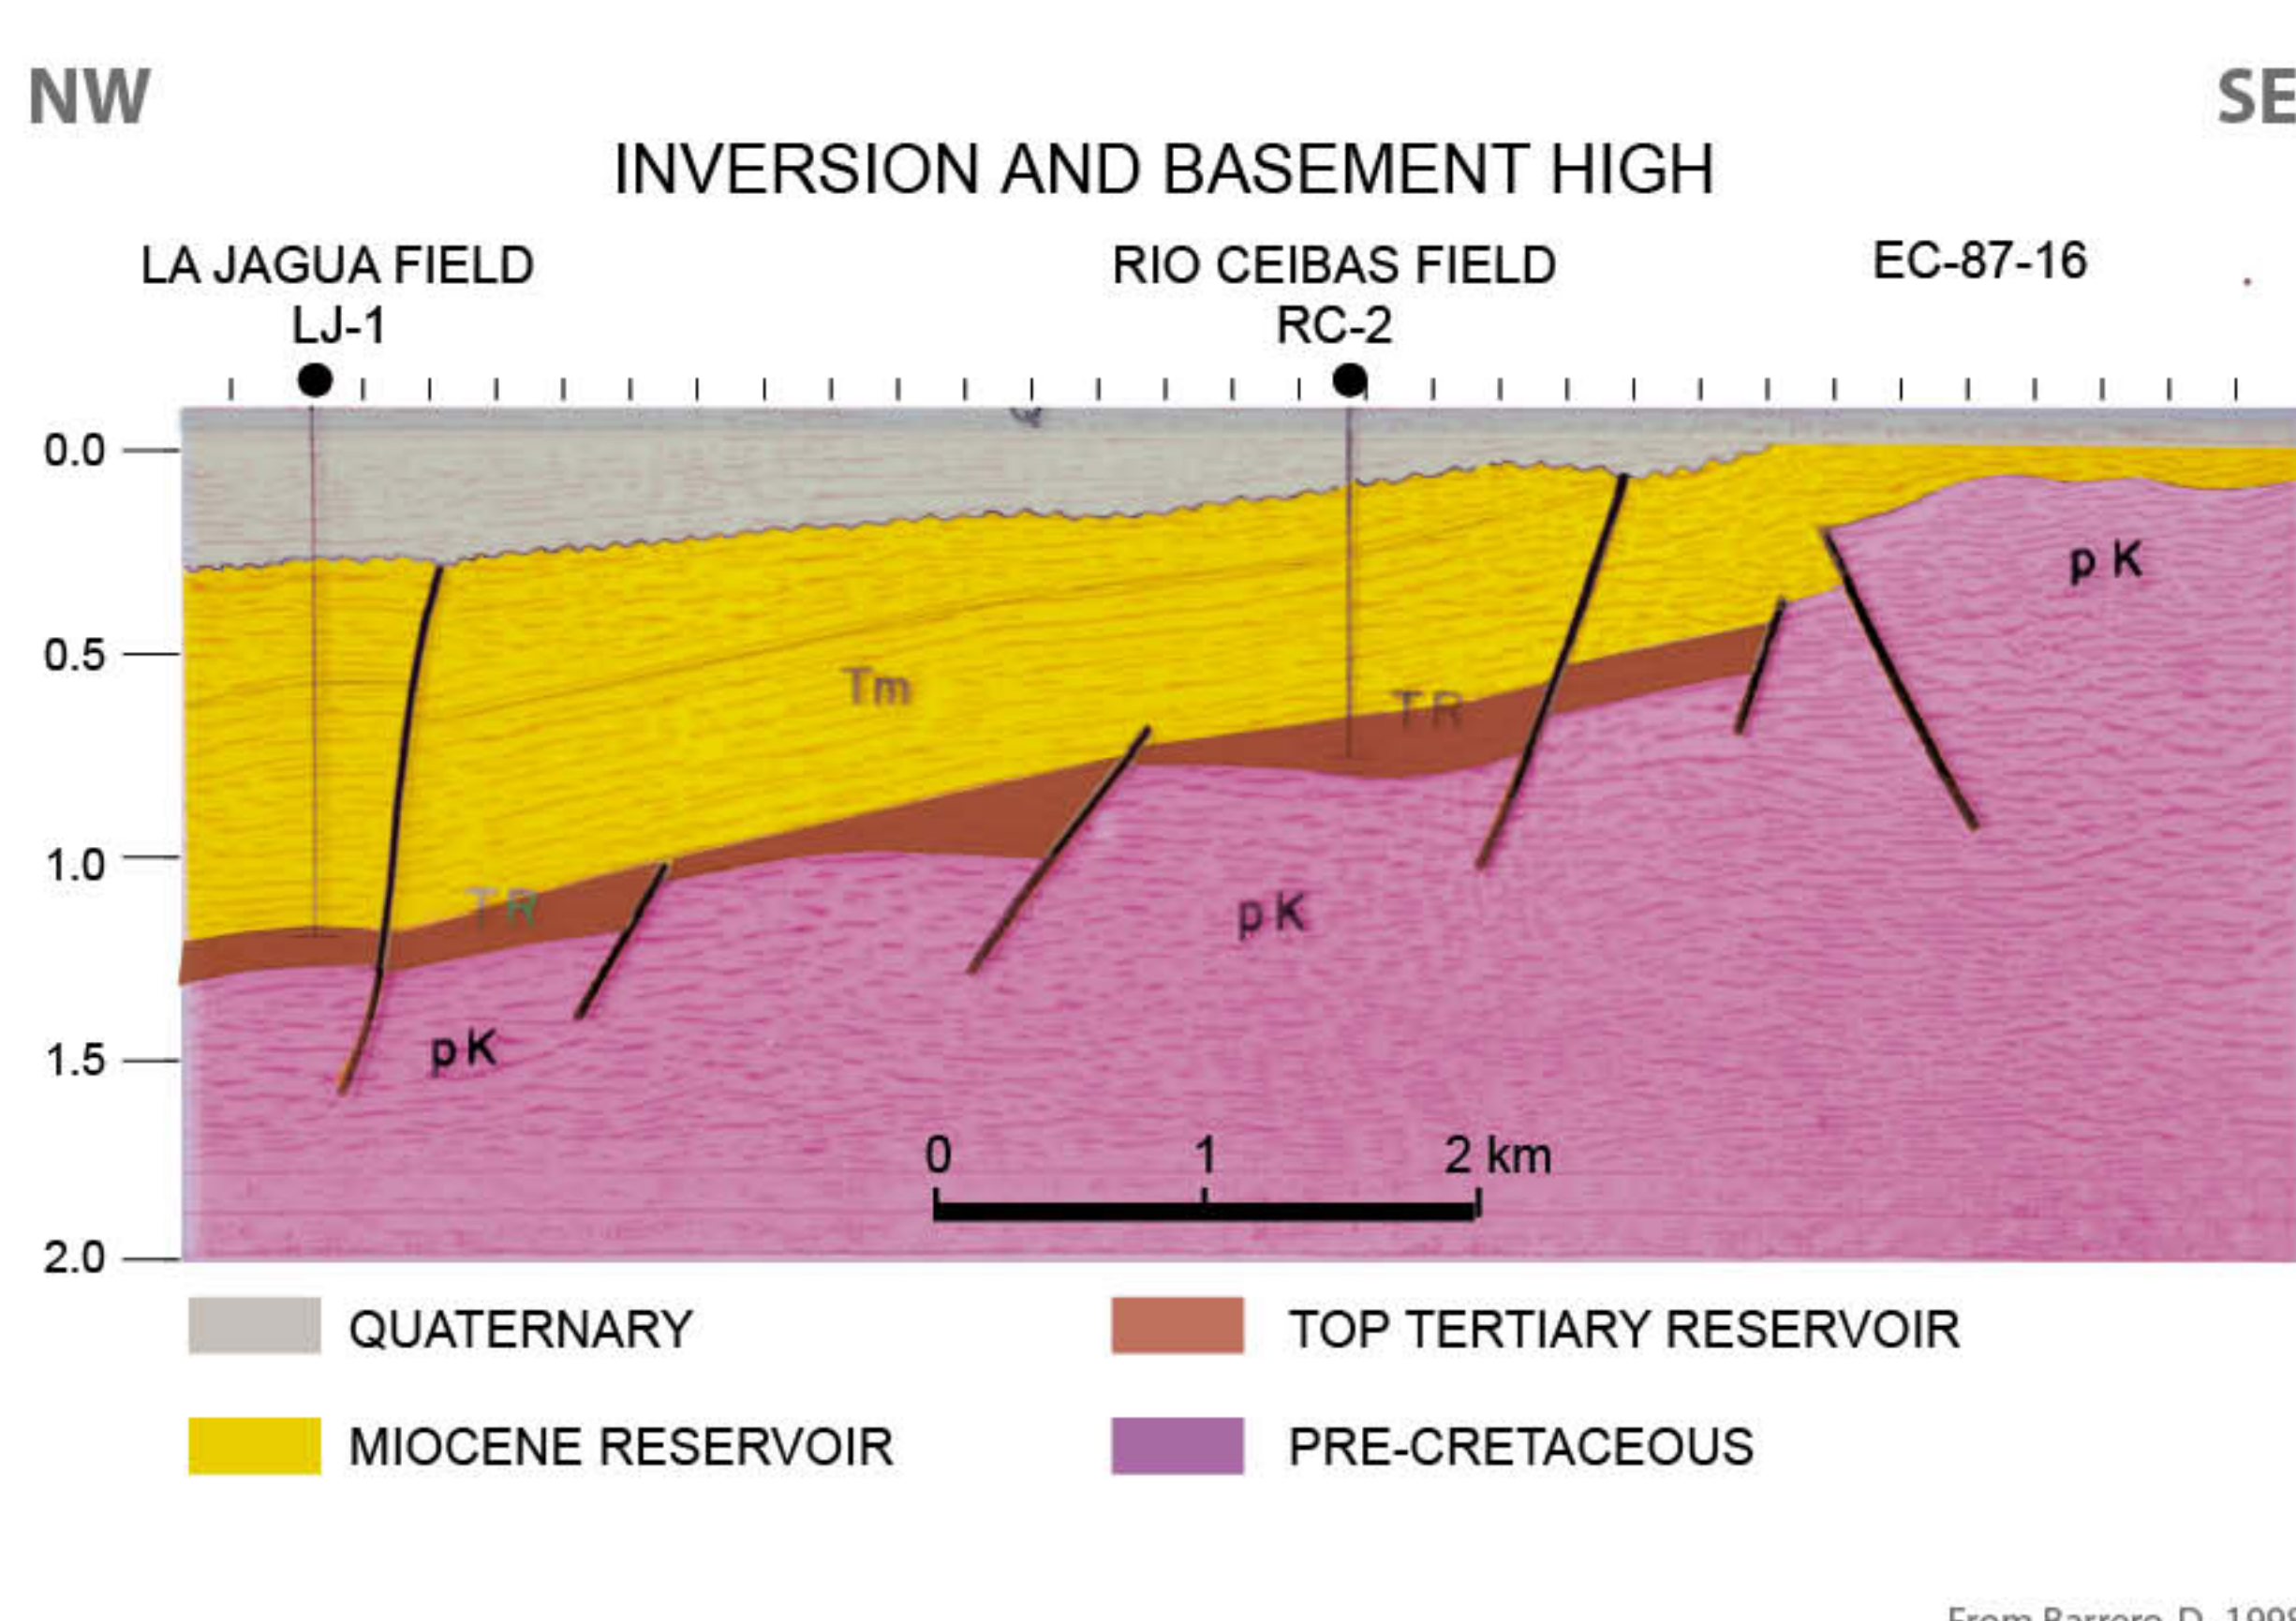 NW SE
INVERSION AND BASEMENT HIGH
LA JAGUA FIELD RIO CEIBAS FIELD EC-87-16
LJ-1 RC-2
0.0
0.5
1.0
1.5
2.0
Tm
T R
T R
p K
p K
p K
0 1 2 km
QUATERNARY TOP TERTIARY RESERVOIR
MIOCENE RESERVOIR PRE-CRETACEOUS
From Barrero, D.